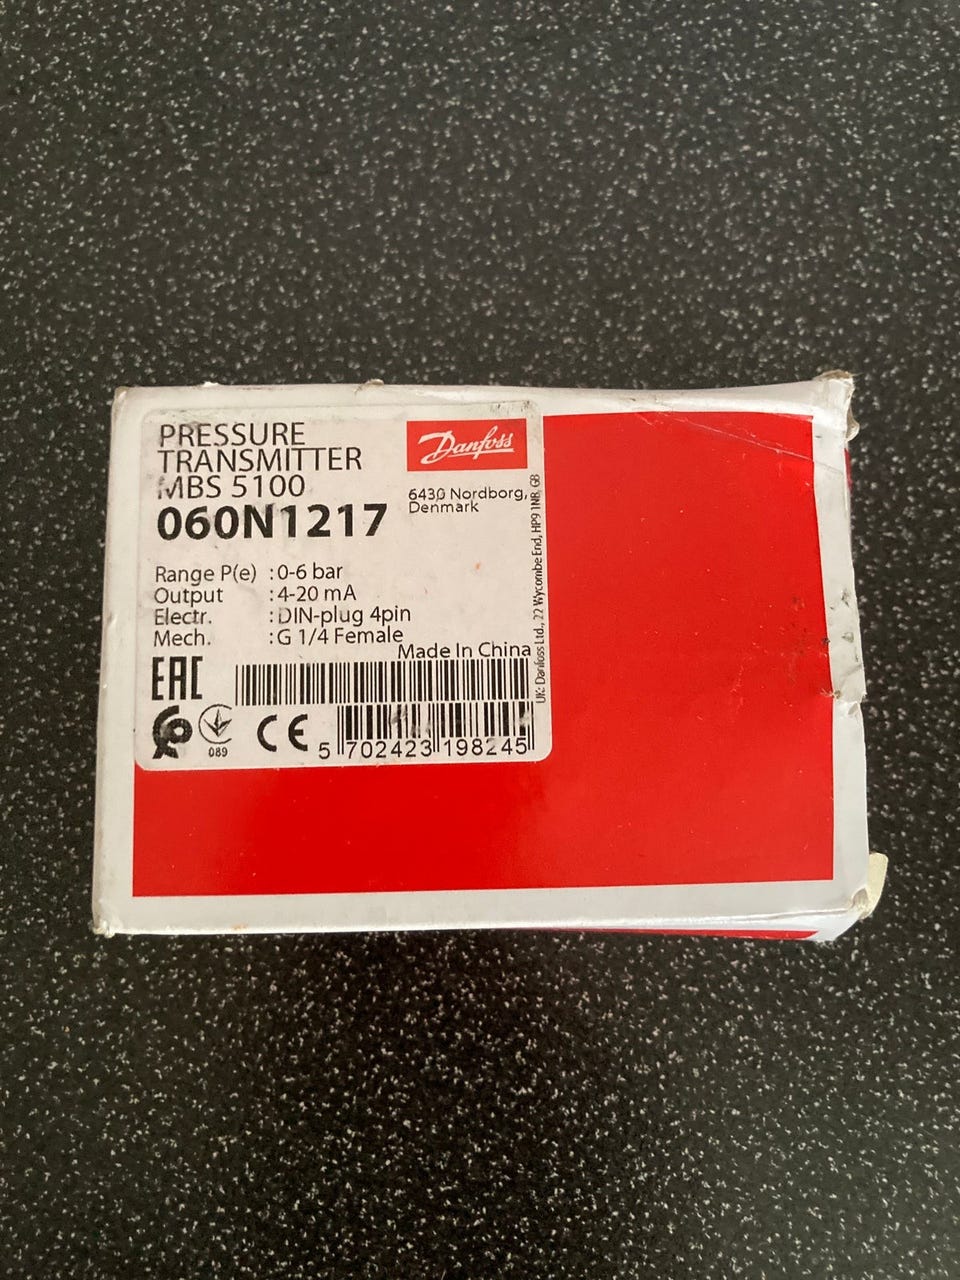 PRESSURE
TRANSMITTER
MBS 5100
060N1217
Danfoss
6430 Nordborg,
Denmark
Range P(e) : 0-6 bar
Output : 4-20 mA
Electr. : DIN-plug 4pin
Mech. : G 1/4 Female
Made In China
EAC
089
CE
5 702423 198245
UK: Danfoss Ltd., 22 Wycombe End, HP9 1NB, GB